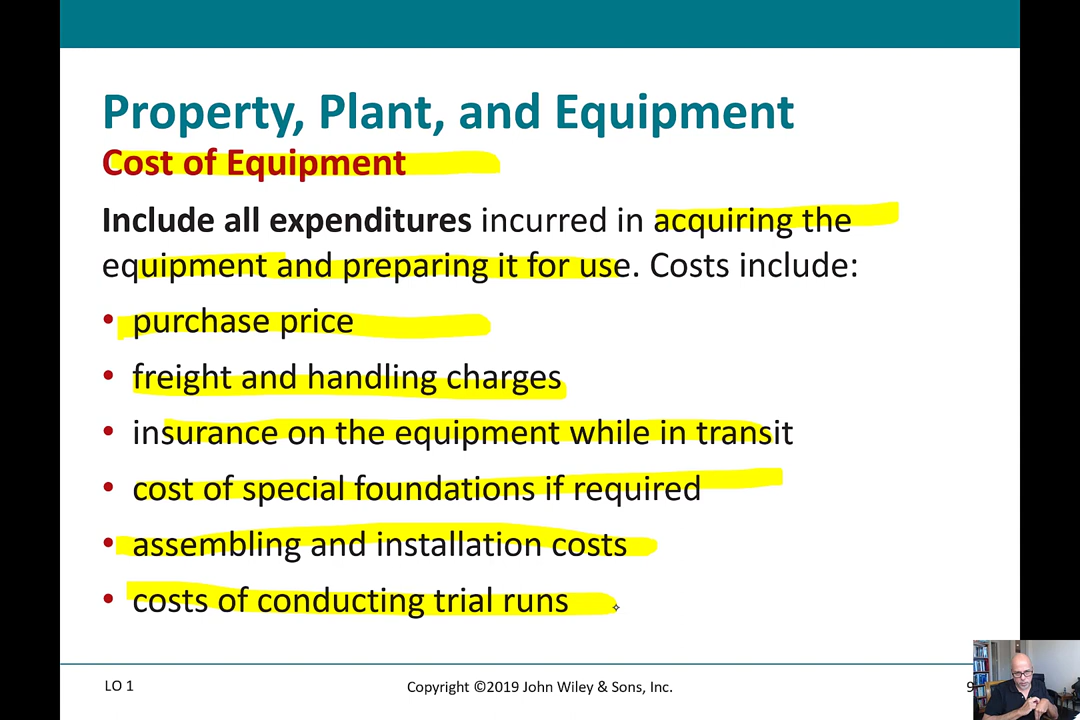 Property, Plant, and Equipment
Cost of Equipment
Include all expenditures incurred in acquiring the
equipment and preparing it for use. Costs include:
• purchase price
• freight and handling charges
• insurance on the equipment while in transit
• cost of special foundations if required
• assembling and installation costs
• costs of conducting trial runs
LO 1
Copyright ©2019 John Wiley & Sons, Inc.
9